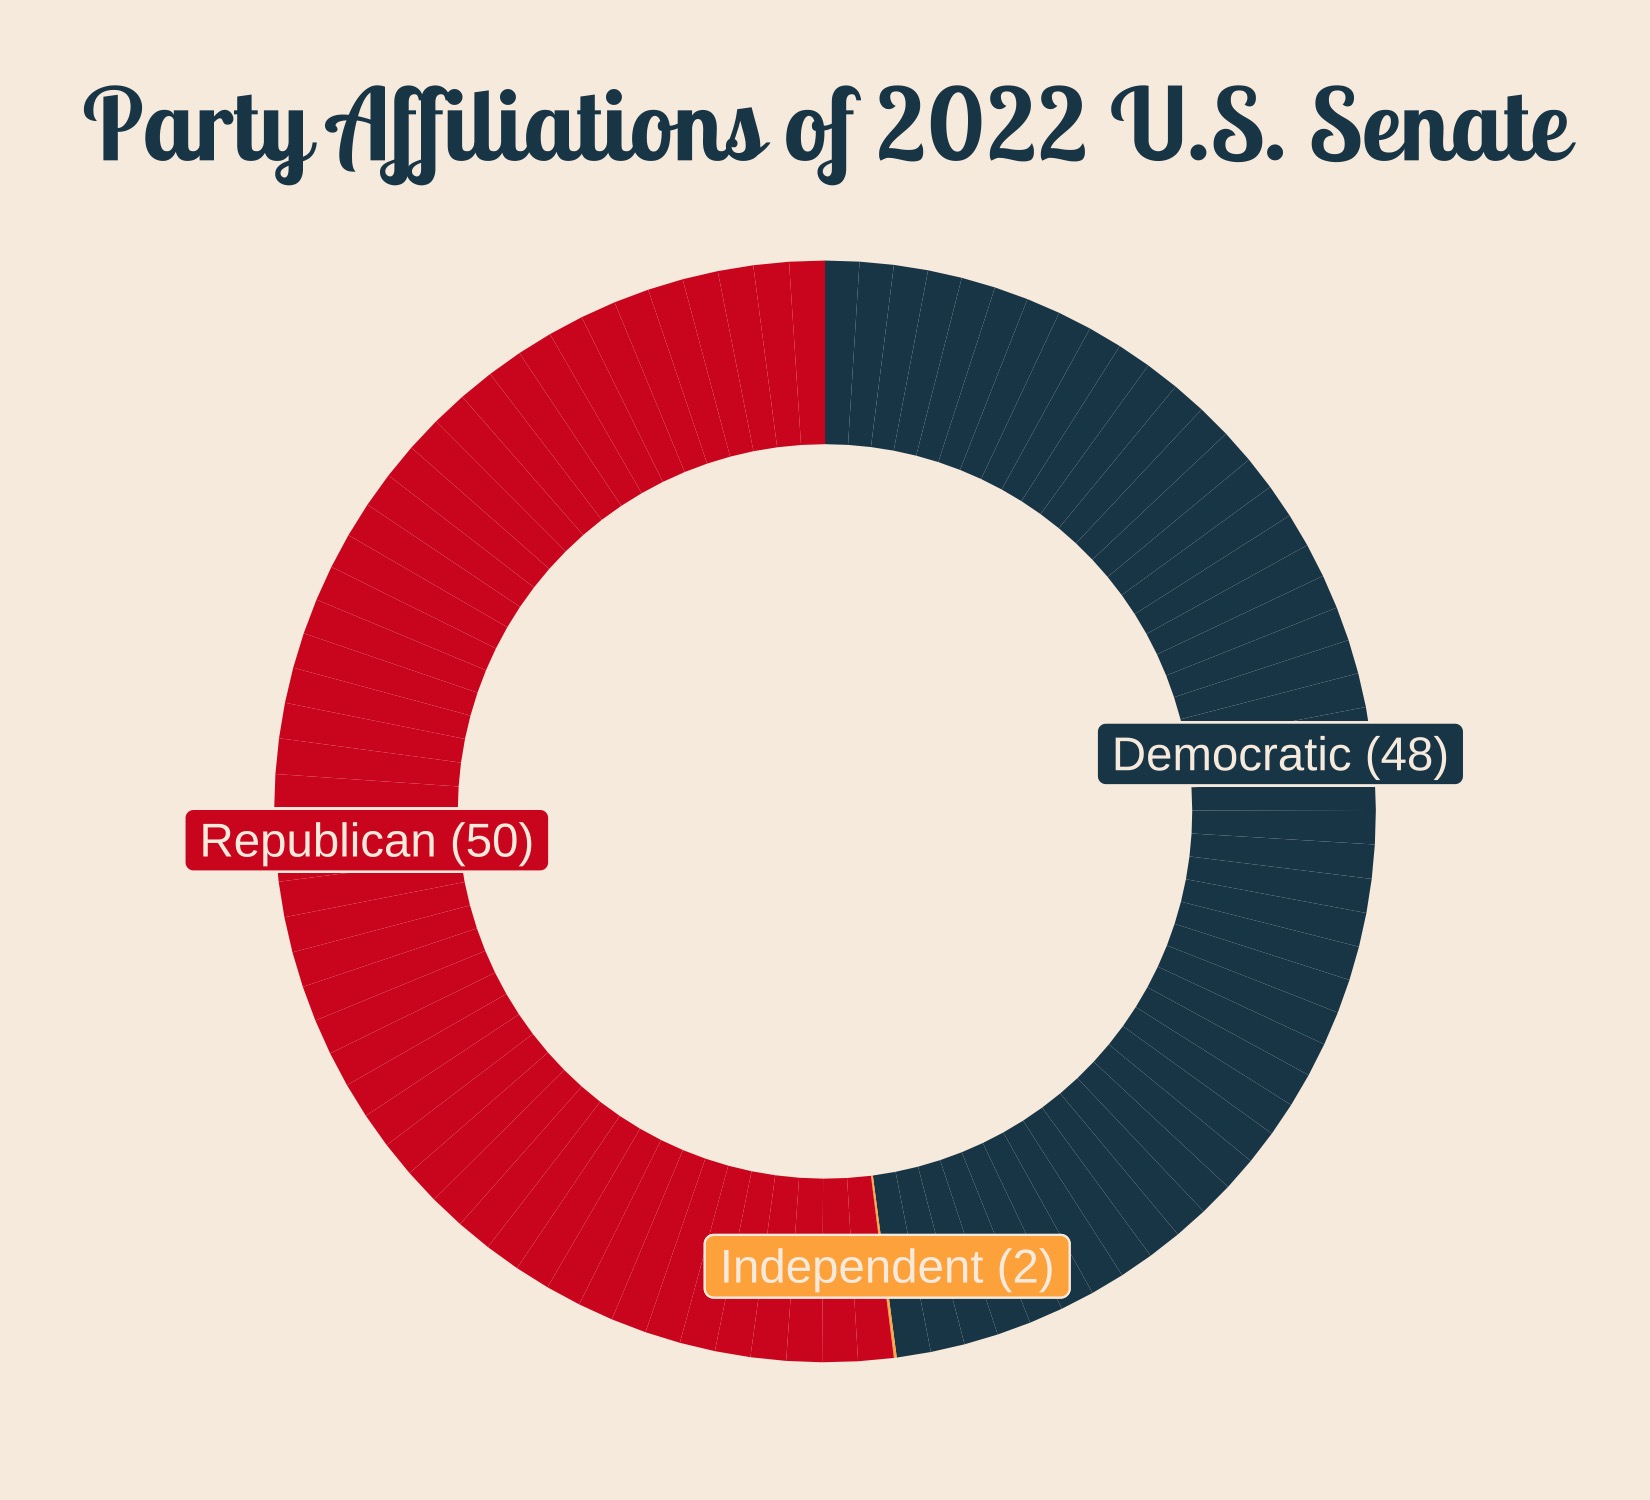 Party Affiliations of 2022 U.S. Senate
Democratic (48)
Republican (50)
Independent (2)